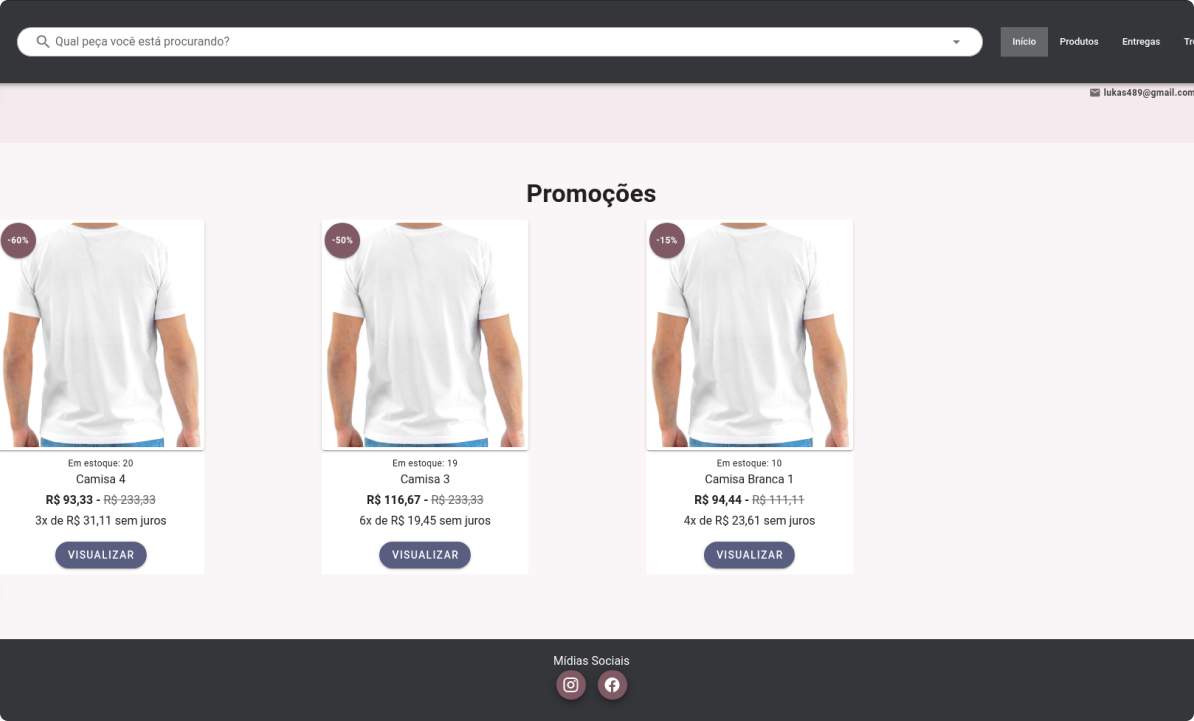 Qual peça você está procurando?
Início Produtos Entregas
lukas489@gmail.com
Promoções
-60% -50% -15%
Em estoque: 20 Em estoque: 19 Em estoque: 10
Camisa 4 Camisa 3 Camisa Branca 1
R$ 93,33 - R$ 233,33 R$ 116,67 - R$ 233,33 R$ 94,44 - R$ 111,11
3x de R$ 31,11 sem juros 6x de R$ 19,45 sem juros 4x de R$ 23,61 sem juros
VISUALIZAR VISUALIZAR VISUALIZAR
Mídias Sociais